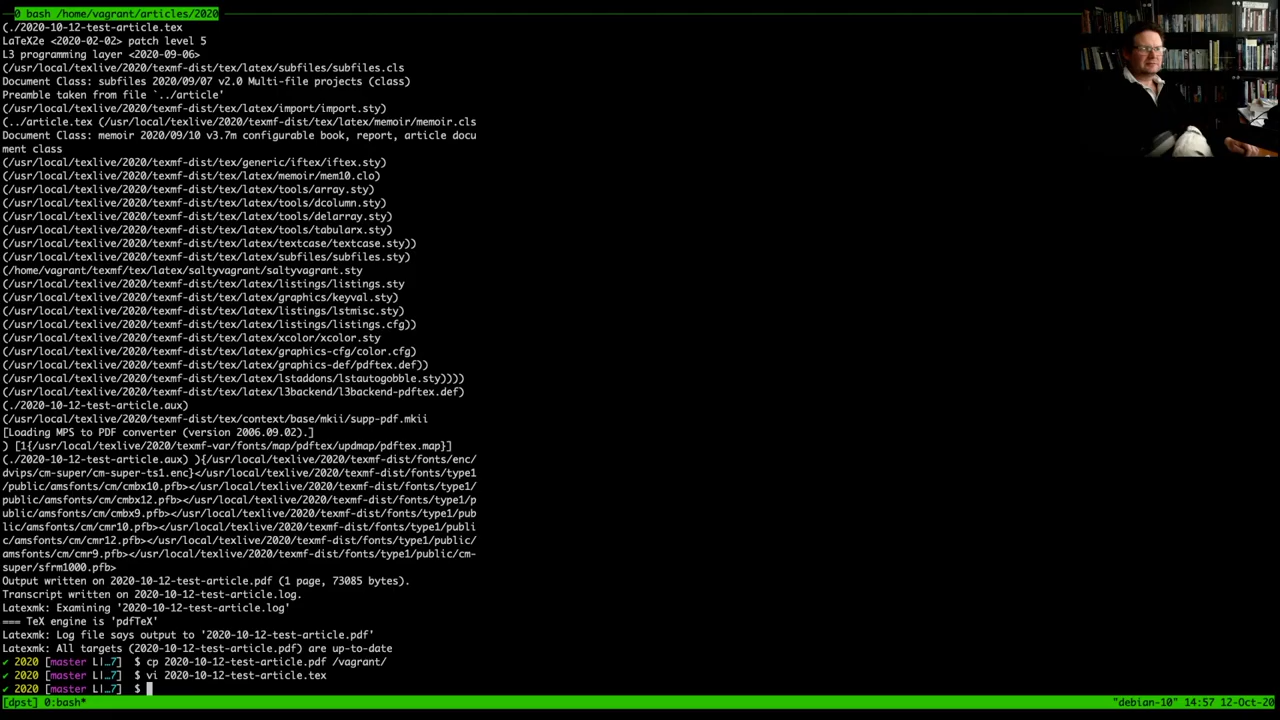 0 bash /home/vagrant/articles/2020
(./2020-10-12-test-article.tex
LaTeX2e <2020-02-02> patch level 5
L3 programming layer <2020-09-06>
(/usr/local/texlive/2020/texmf-dist/tex/latex/subfiles/subfiles.cls
Document Class: subfiles 2020/09/07 v2.0 Multi-file projects (class)
Preamble taken from file `../article'
(/usr/local/texlive/2020/texmf-dist/tex/latex/import/import.sty)
(../article.tex (/usr/local/texlive/2020/texmf-dist/tex/latex/memoir/memoir.cls
Document Class: memoir 2020/09/10 v3.7m configurable book, report, article docu
ment class
(/usr/local/texlive/2020/texmf-dist/tex/generic/iftex/iftex.sty)
(/usr/local/texlive/2020/texmf-dist/tex/latex/memoir/mem10.clo)
(/usr/local/texlive/2020/texmf-dist/tex/latex/tools/array.sty)
(/usr/local/texlive/2020/texmf-dist/tex/latex/tools/dcolumn.sty)
(/usr/local/texlive/2020/texmf-dist/tex/latex/tools/delarray.sty)
(/usr/local/texlive/2020/texmf-dist/tex/latex/tools/tabularx.sty)
(/usr/local/texlive/2020/texmf-dist/tex/latex/textcase/textcase.sty))
(/usr/local/texlive/2020/texmf-dist/tex/latex/subfiles/subfiles.sty)
(/home/vagrant/texmf/tex/latex/saltyvagrant/saltyvagrant.sty
(/usr/local/texlive/2020/texmf-dist/tex/latex/listings/listings.sty
(/usr/local/texlive/2020/texmf-dist/tex/latex/graphics/keyval.sty)
(/usr/local/texlive/2020/texmf-dist/tex/latex/listings/lstmisc.sty)
(/usr/local/texlive/2020/texmf-dist/tex/latex/listings/listings.cfg))
(/usr/local/texlive/2020/texmf-dist/tex/latex/xcolor/xcolor.sty
(/usr/local/texlive/2020/texmf-dist/tex/latex/graphics-cfg/color.cfg)
(/usr/local/texlive/2020/texmf-dist/tex/latex/graphics-def/pdftex.def))
(/usr/local/texlive/2020/texmf-dist/tex/latex/lstaddons/lstautogobble.sty))))
(/usr/local/texlive/2020/texmf-dist/tex/latex/l3backend/l3backend-pdftex.def)
(./2020-10-12-test-article.aux)
(/usr/local/texlive/2020/texmf-dist/tex/context/base/mkii/supp-pdf.mkii
[Loading MPS to PDF converter (version 2006.09.02).]
) [1{/usr/local/texlive/2020/texmf-var/fonts/map/pdftex/updmap/pdftex.map}]
(./2020-10-12-test-article.aux) ){/usr/local/texlive/2020/texmf-dist/fonts/enc/
dvips/cm-super/cm-super-ts1.enc}</usr/local/texlive/2020/texmf-dist/fonts/type1
/public/amsfonts/cm/cmbx10.pfb></usr/local/texlive/2020/texmf-dist/fonts/type1/
public/amsfonts/cm/cmbx12.pfb></usr/local/texlive/2020/texmf-dist/fonts/type1/p
ublic/amsfonts/cm/cmbx9.pfb></usr/local/texlive/2020/texmf-dist/fonts/type1/pub
lic/amsfonts/cm/cmr10.pfb></usr/local/texlive/2020/texmf-dist/fonts/type1/publi
c/amsfonts/cm/cmr12.pfb></usr/local/texlive/2020/texmf-dist/fonts/type1/public/
amsfonts/cm/cmr9.pfb></usr/local/texlive/2020/texmf-dist/fonts/type1/public/cm-
super/sfrm1000.pfb>
Output written on 2020-10-12-test-article.pdf (1 page, 73085 bytes).
Transcript written on 2020-10-12-test-article.log.
Latexmk: Examining '2020-10-12-test-article.log'
=== TeX engine is 'pdfTeX'
Latexmk: Log file says output to '2020-10-12-test-article.pdf'
Latexmk: All targets (2020-10-12-test-article.pdf) are up-to-date
✔ 2020 [master L|…7]  $ cp 2020-10-12-test-article.pdf /vagrant/
✔ 2020 [master L|…7]  $ vi 2020-10-12-test-article.tex
✔ 2020 [master L|…7]  $
[dpst] 0:bash* "debian-10" 14:57 12-Oct-20